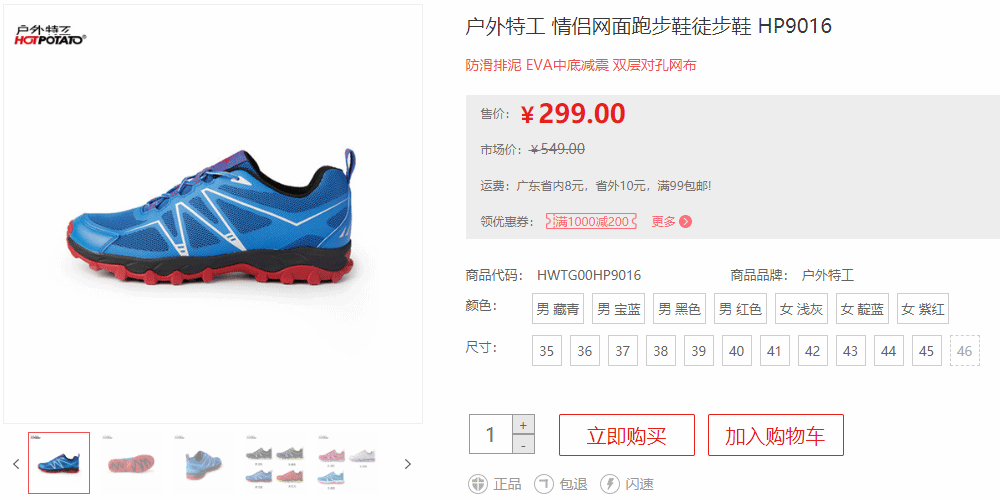 户外特工
HOTPOTATO®
户外特工 情侣网面跑步鞋徒步鞋 HP9016
防滑排泥 EVA中底减震 双层对孔网布
售价: ￥299.00
市场价: ￥549.00
运费: 广东省内8元，省外10元，满99包邮!
领优惠券: 满1000减200 更多
商品代码: HWTG00HP9016 商品品牌: 户外特工
颜色: 男 藏青 男 宝蓝 男 黑色 男 红色 女 浅灰 女 靛蓝 女 紫红
尺寸: 35 36 37 38 39 40 41 42 43 44 45 46
1 + - 立即购买 加入购物车
正品 包退 闪速